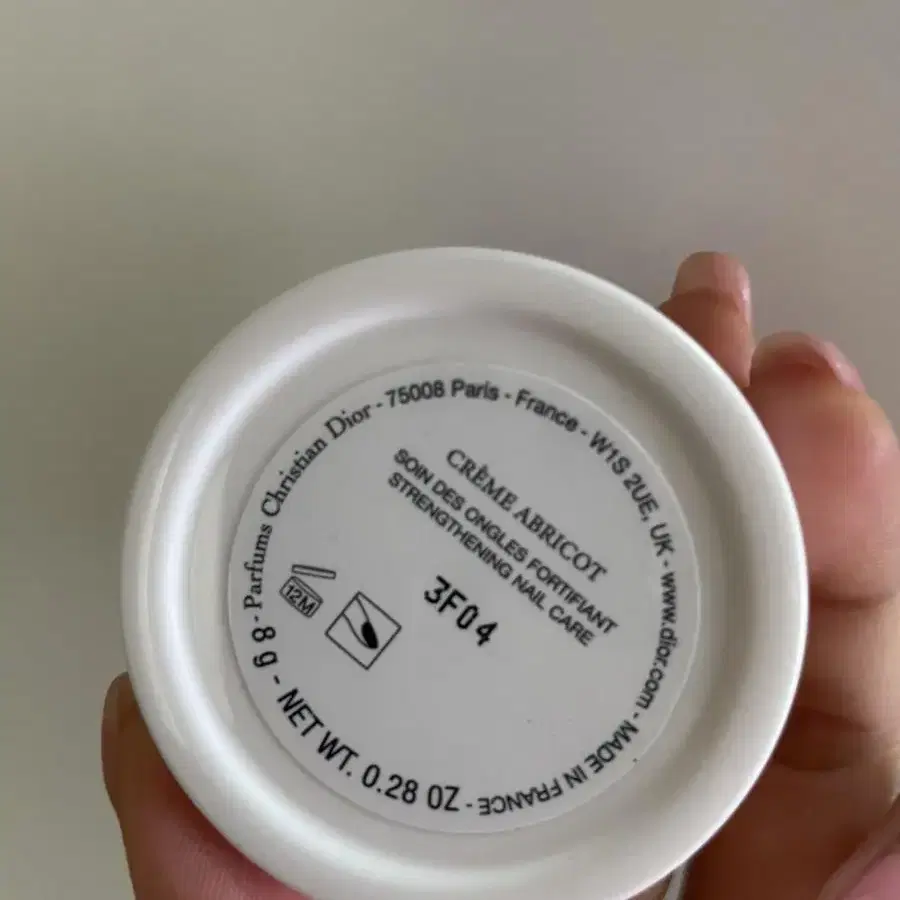 Parfums Christian Dior - 75008 Paris - France - W1S 2UE, UK - www.dior.com - MADE IN FRANCE - NET WT. 0.28 OZ - 8 g -
CRÈME ABRICOT
SOIN DES ONGLES FORTIFIANT
STRENGTHENING NAIL CARE
3F04
12M